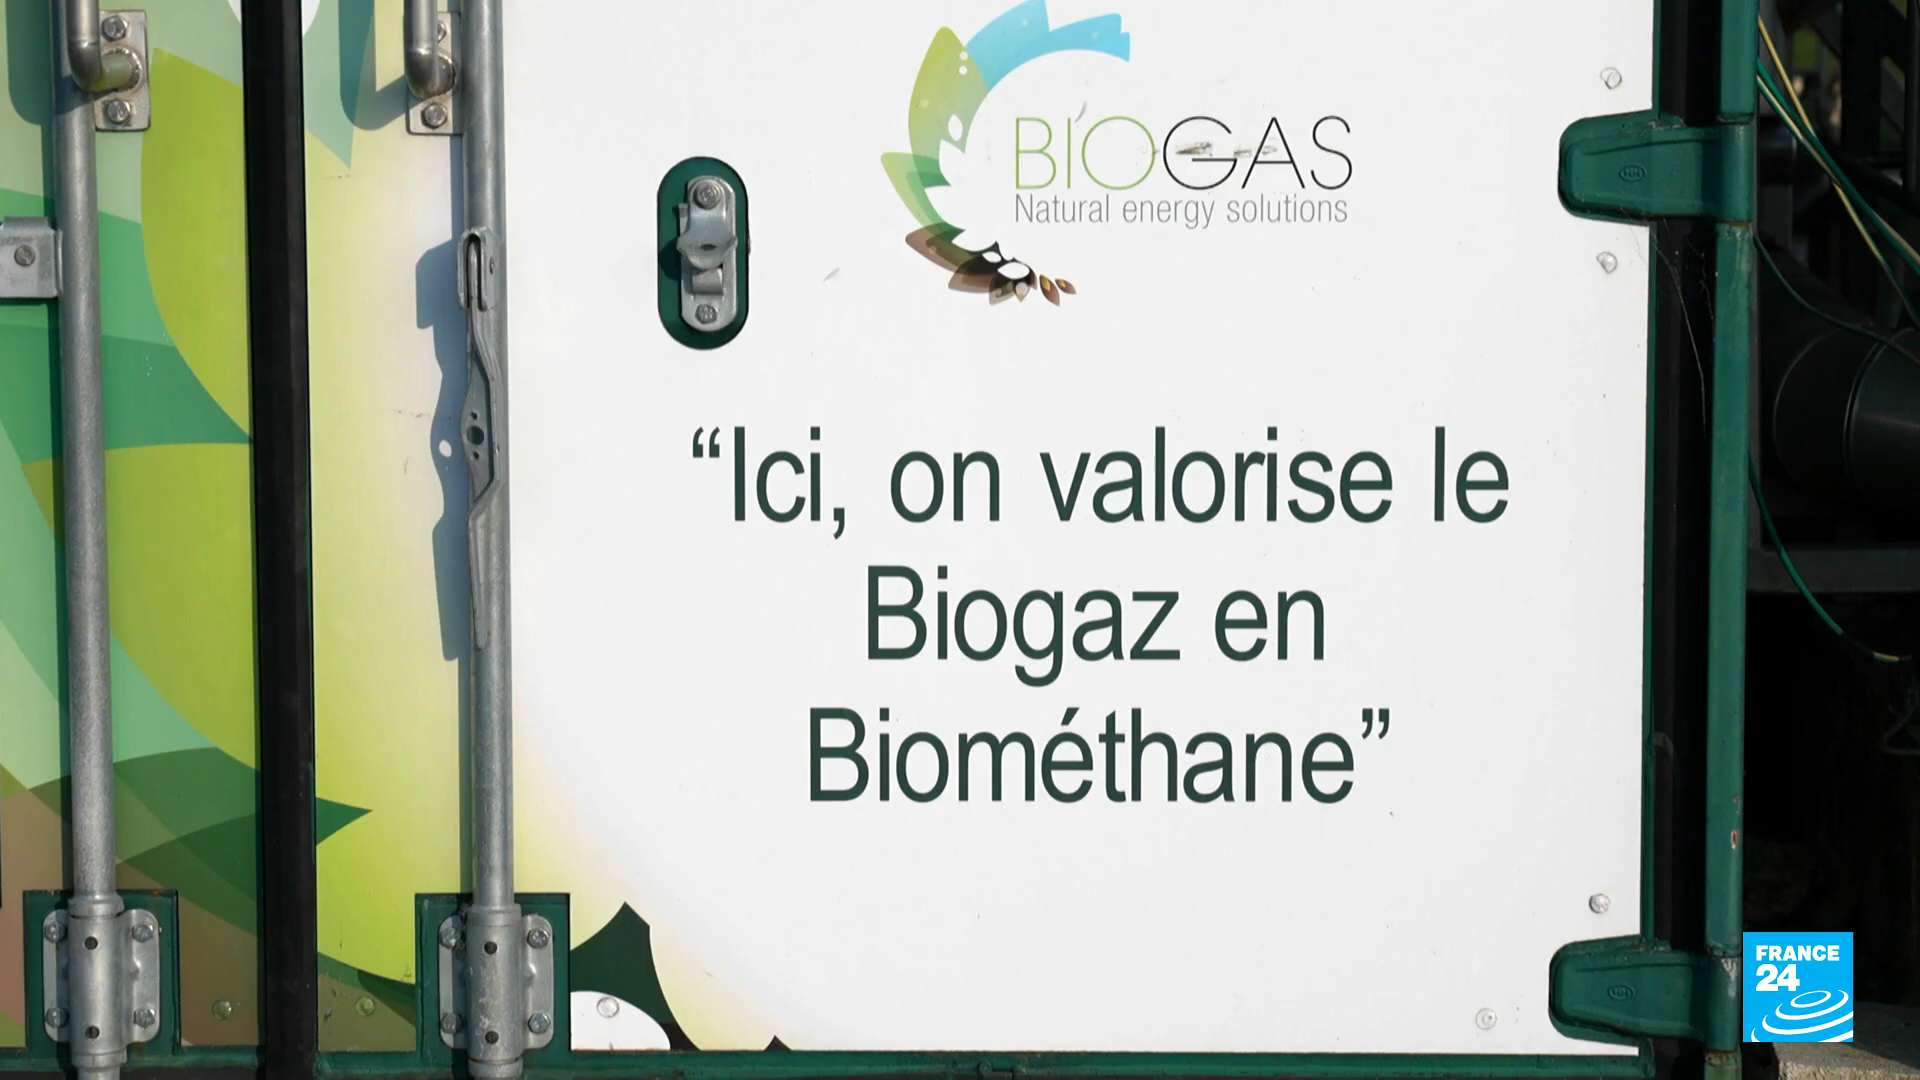 BIOGAS
Natural energy solutions
“Ici, on valorise le
Biogaz en
Biométhane”
FRANCE
24